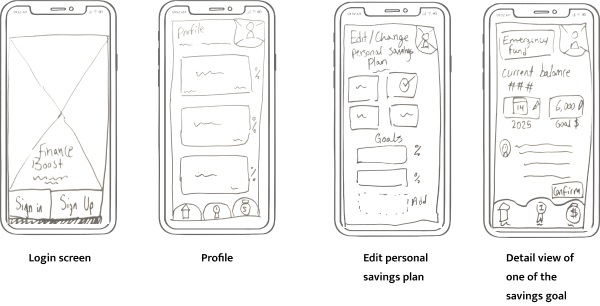 Finance
Boost
Sign in
Sign Up
Login screen
Profile
%
%
%
$
Profile
Edit/Change
personal savings
Plan
Goals
%
%
Add
Edit personal
savings plan
Emergency
fund
current balance
###
14
6,000
2025
Goal $
Confirm
$
Detail view of
one of the
savings goal